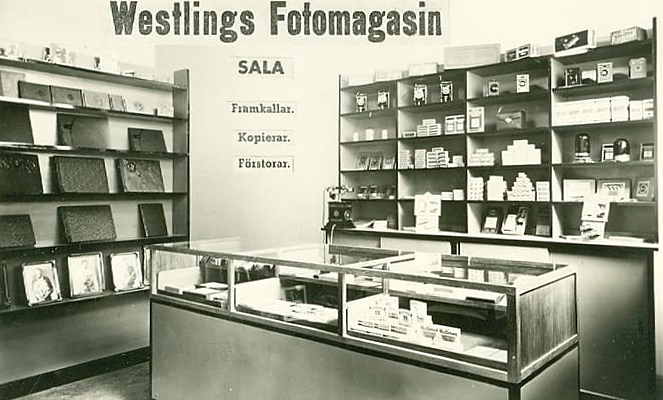 Westlings Fotomagasin
SALA
Framkallar.
Kopierar.
Förstorar.